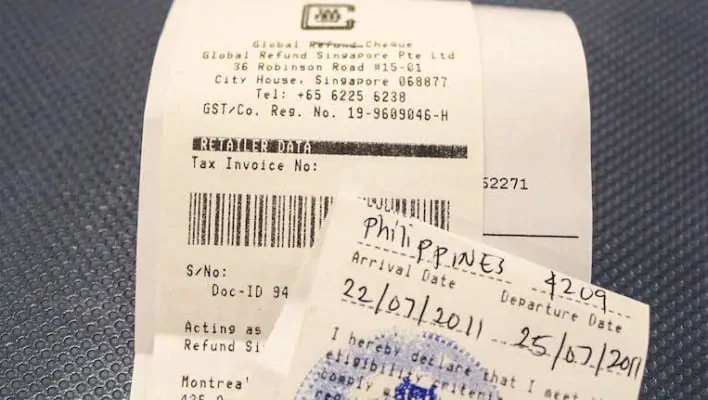 TAX
FREE
Global Refund Cheque
Global Refund Singapore Pte Ltd
36 Robinson Road #15-01
City House, Singapore 068877
Tel: +65 6225 6238
GST/Co. Reg. No. 19-9609046-H
RETAILER DATA
Tax Invoice No:
52271
S/No:
Doc-ID 94
Acting as
Refund Si
Montrea'
PhiliPPINES 4209
Arrival Date Departure Date
22/07/2011 25/07/2011
I hereby declare that I meet the
eligibility criteri
comply